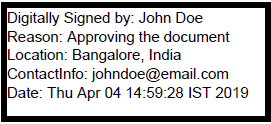 Digitally Signed by: John Doe
Reason: Approving the document
Location: Bangalore, India
ContactInfo: johndoe@email.com
Date: Thu Apr 04 14:59:28 IST 2019